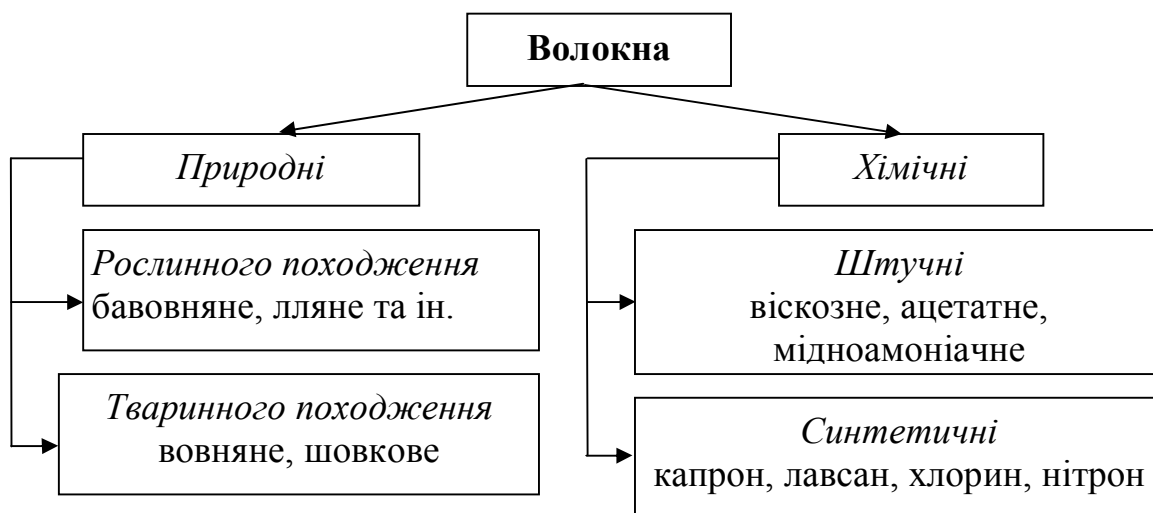 Волокна
Природні
Хімічні
Рослинного походження
бавовняне, лляне та ін.
Тваринного походження
вовняне, шовкове
Штучні
віскозне, ацетатне,
мідноамоніачне
Синтетичні
капрон, лавсан, хлорин, нітрон